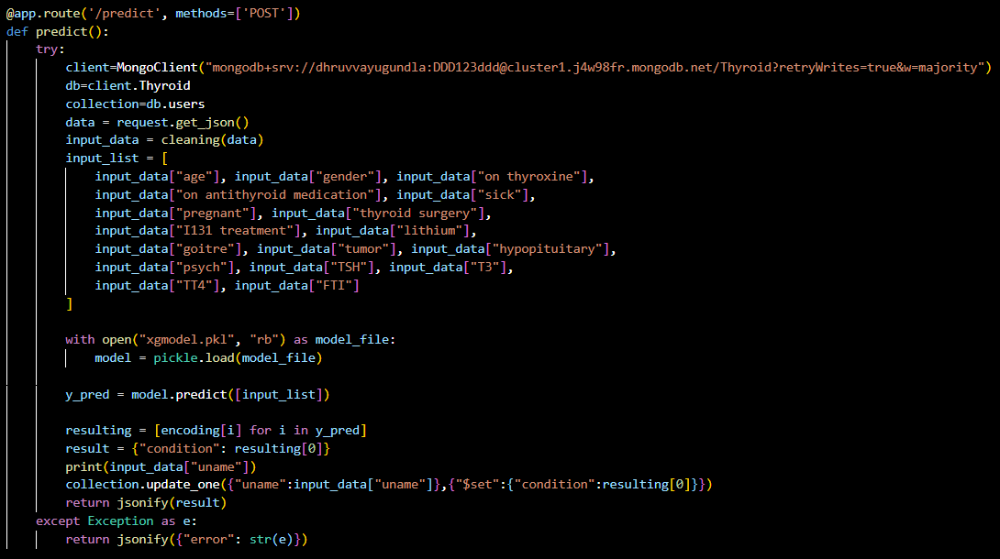 @app.route('/predict', methods=['POST'])
def predict():
try:
client=MongoClient("mongodb+srv://dhruvvayugundla:DDD123ddd@cluster1.j4w98fr.mongodb.net/Thyroid?retryWrites=true&w=majority")
db=client.Thyroid
collection=db.users
data = request.get_json()
input_data = cleaning(data)
input_list = [
input_data["age"], input_data["gender"], input_data["on thyroxine"],
input_data["on antithyroid medication"], input_data["sick"],
input_data["pregnant"], input_data["thyroid surgery"],
input_data["I131 treatment"], input_data["lithium"],
input_data["goitre"], input_data["tumor"], input_data["hypopituitary"],
input_data["psych"], input_data["TSH"], input_data["T3"],
input_data["TT4"], input_data["FTI"]
]
with open("xgmodel.pkl", "rb") as model_file:
model = pickle.load(model_file)
y_pred = model.predict([input_list])
resulting = [encoding[i] for i in y_pred]
result = {"condition": resulting[0]}
print(input_data["uname"])
collection.update_one({"uname":input_data["uname"]},{"$set":{"condition":resulting[0]}})
return jsonify(result)
except Exception as e:
return jsonify({"error": str(e)})